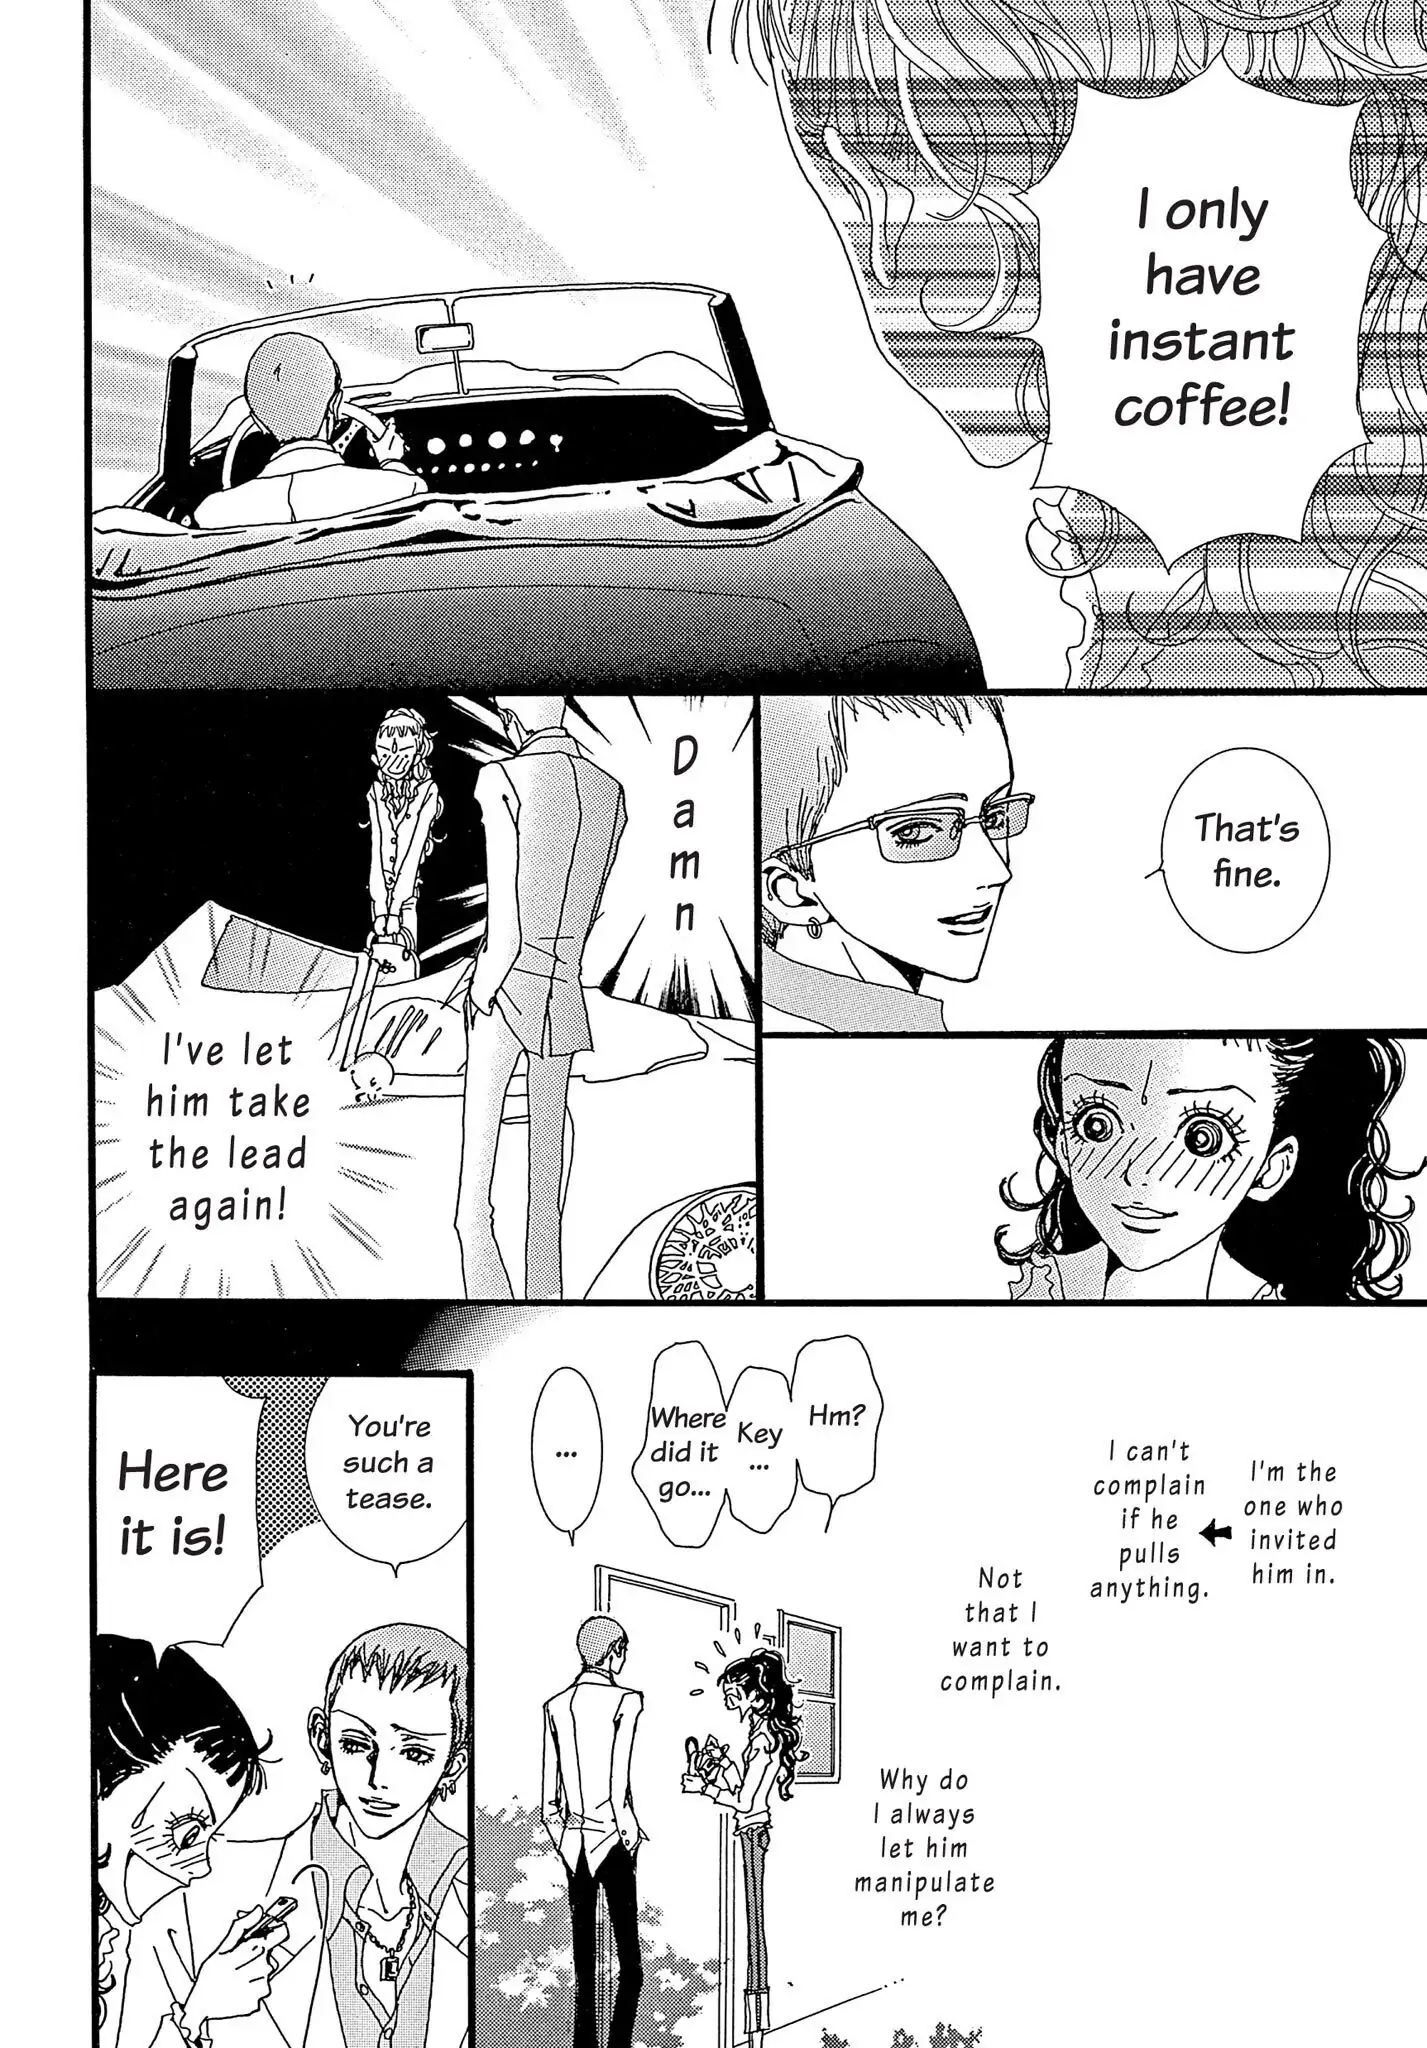 I only
have
instant
coffee!
That's
fine.
Damn
I've let
him take
the lead
again!
I'm the
one who
invited
him in.
I can't
complain
if he
pulls
anything.
Not
that I
want to
complain.
Why do
I always
let him
manipulate
me?
Hm?
Key
...
Where
did it
go...
...
You're
such a
tease.
Here
it is!